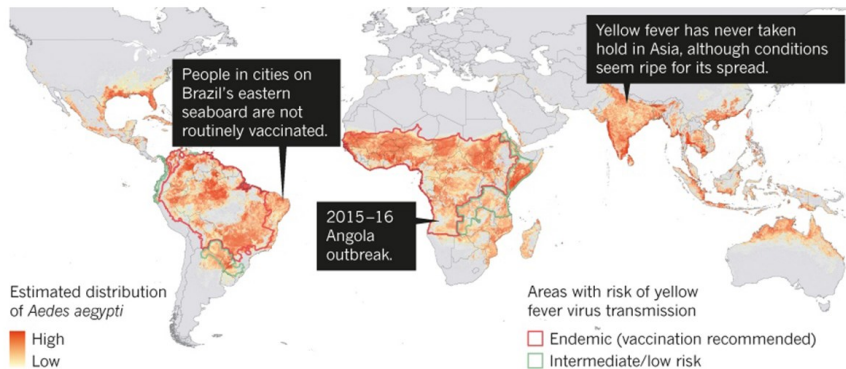 Yellow fever has never taken
hold in Asia, although conditions
seem ripe for its spread.
People in cities on
Brazil's eastern
seaboard are not
routinely vaccinated.
2015–16
Angola
outbreak.
Estimated distribution
of Aedes aegypti
High
Low
Areas with risk of yellow
fever virus transmission
Endemic (vaccination recommended)
Intermediate/low risk